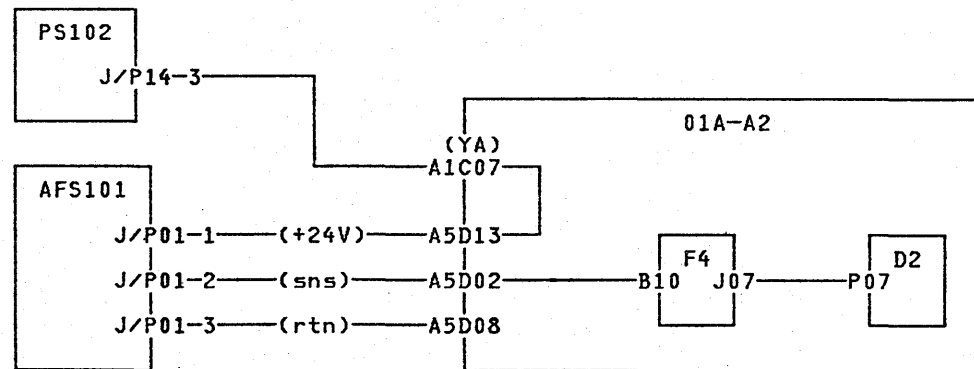 PS102
J/P14-3
01A-A2
(YA)
A1C07
AFS101
J/P01-1 (+24V) A5D13
F4 D2
J/P01-2 (sns) A5D02 B10 J07 P07
J/P01-3 (rtn) A5D08